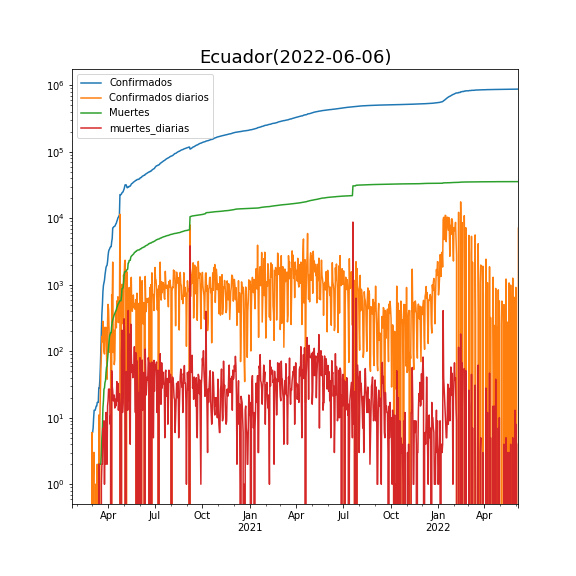 Ecuador(2022-06-06)
Confirmados
Confirmados diarios
Muertes
muertes_diarias
10^6
10^5
10^4
10^3
10^2
10^1
10^0
Apr Jul Oct Jan Apr Jul Oct Jan Apr
2021 2022